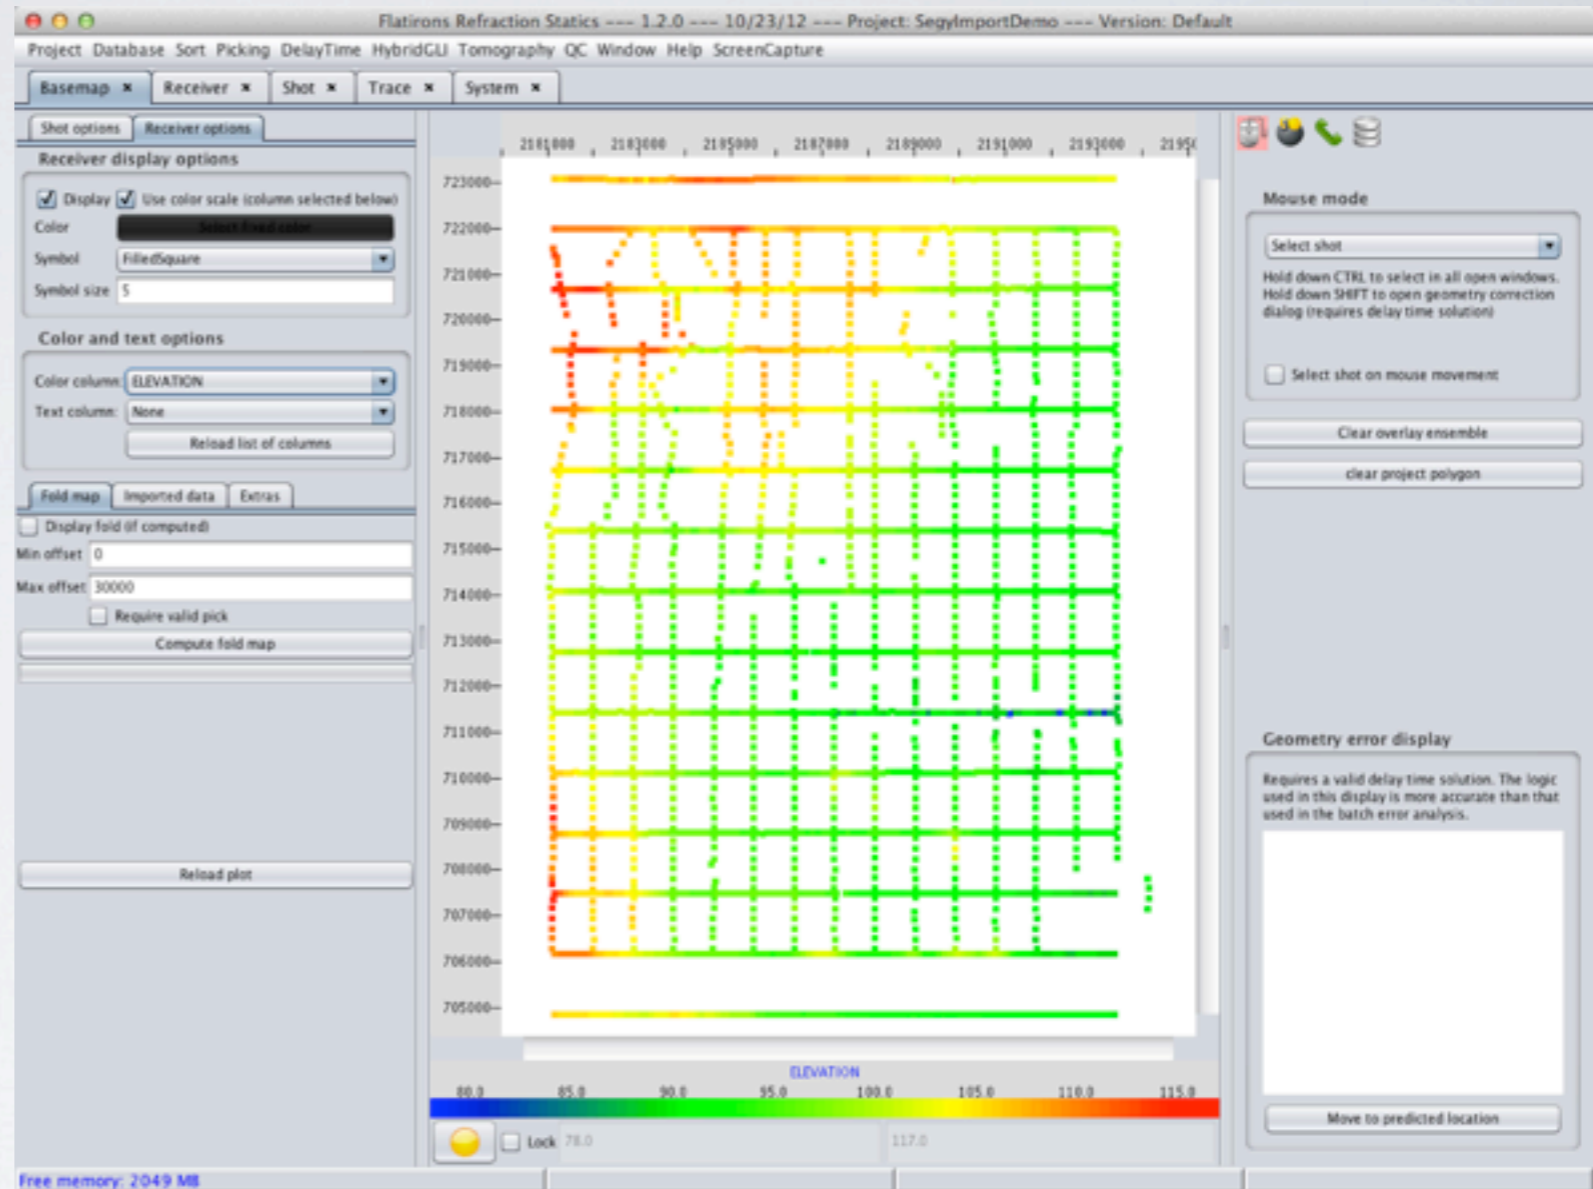 Flatirons Refraction Statics --- 1.2.0 --- 10/23/12 --- Project: SegyImportDemo --- Version: Default
Project Database Sort Picking DelayTime HybridGLI Tomography QC Window Help ScreenCapture
Basemap × Receiver × Shot × Trace × System ×
Shot options Receiver options
Receiver display options
Display Use color scale (column selected below)
Color Select fixed color
Symbol FilledSquare
Symbol size 5
Color and text options
Color column: ELEVATION
Text column: None
Reload list of columns
Fold map Imported data Extras
Display fold (if computed)
Min offset 0
Max offset 30000
Require valid pick
Compute fold map
Reload plot
2181000 2183000 2185000 2187000 2189000 2191000 2193000
723000
722000
721000
720000
719000
718000
717000
716000
715000
714000
713000
712000
711000
710000
709000
708000
707000
706000
705000
ELEVATION
80.0 85.0 90.0 95.0 100.0 105.0 110.0 115.0
Lock 78.0 117.0
Mouse mode
Select shot
Hold down CTRL to select in all open windows.
Hold down SHIFT to open geometry correction
dialog (requires delay time solution)
Select shot on mouse movement
Clear overlay ensemble
clear project polygon
Geometry error display
Requires a valid delay time solution. The logic
used in this display is more accurate than that
used in the batch error analysis.
Move to predicted location
Free memory: 2049 MB